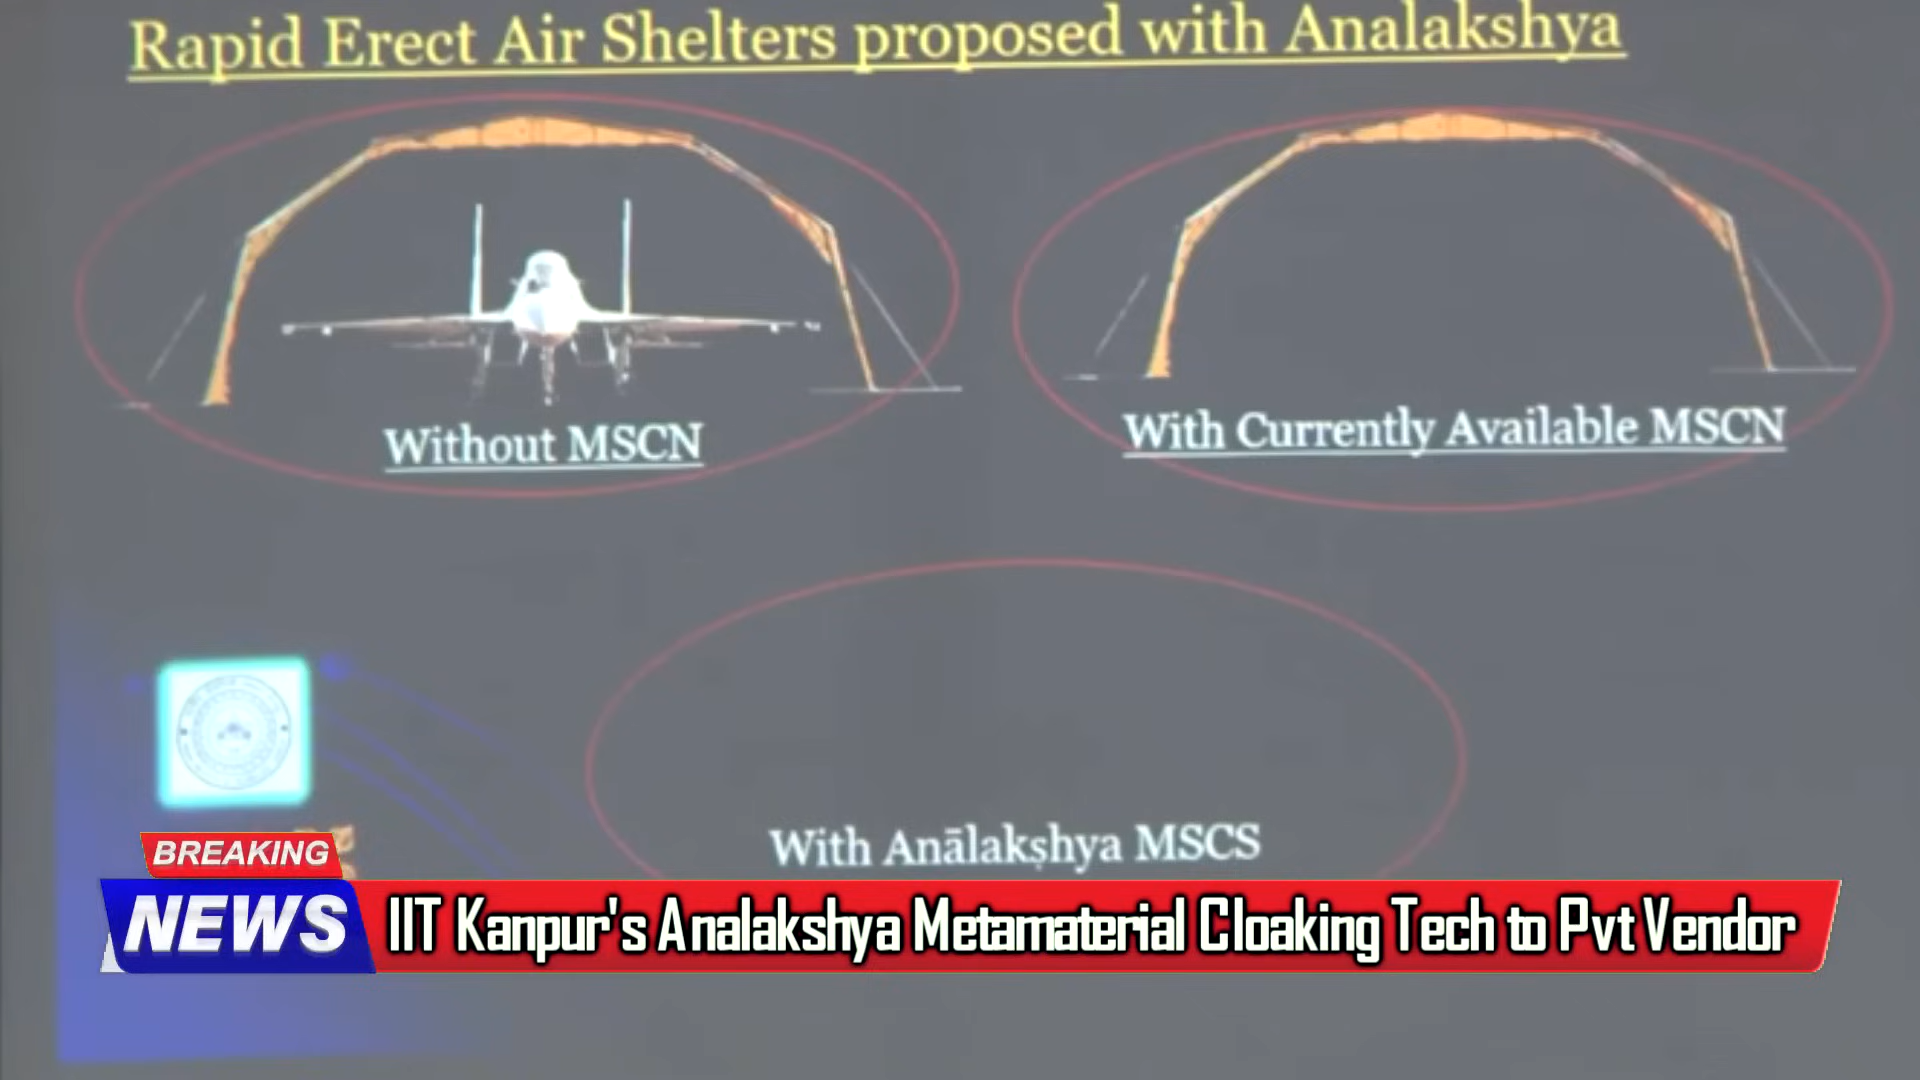 Rapid Erect Air Shelters proposed with Analakshya
Without MSCN
With Currently Available MSCN
With Anālakṣhya MSCS
BREAKING
NEWS
IIT Kanpur's Analakshya Metamaterial Cloaking Tech to Pvt Vendor